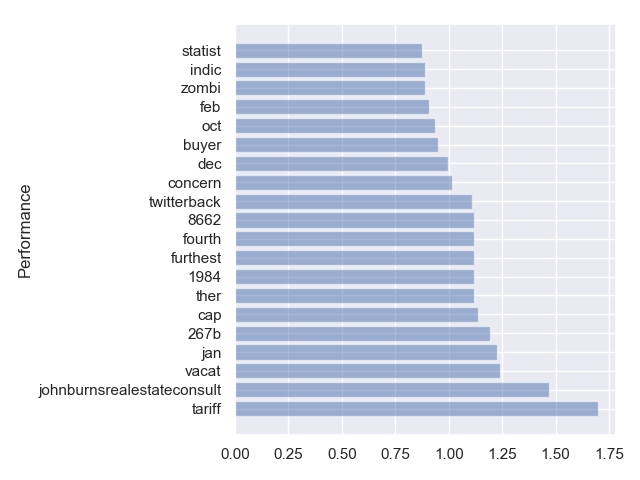 statist
indic
zombi
feb
oct
buyer
dec
concern
twitterback
8662
fourth
furthest
1984
ther
cap
267b
jan
vacat
johnburnsrealestateconsult
tariff
Performance
0.00 0.25 0.50 0.75 1.00 1.25 1.50 1.75